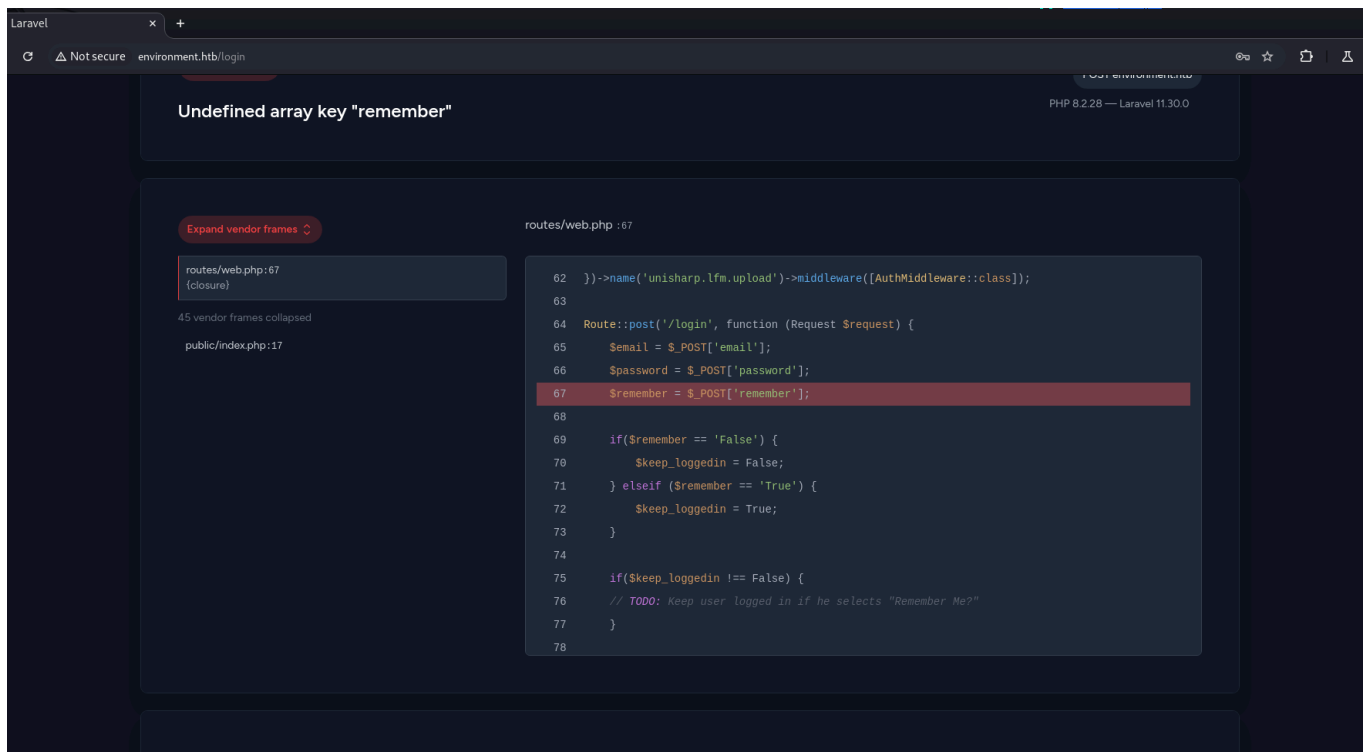 Laravel × +
Not secure environment.htb/login
POST environment.htb
Undefined array key "remember"
PHP 8.2.28 — Laravel 11.30.0
Expand vendor frames
routes/web.php:67
{closure}
45 vendor frames collapsed
public/index.php:17
routes/web.php :67
62 })->name('unisharp.lfm.upload')->middleware([AuthMiddleware::class]);
63
64 Route::post('/login', function (Request $request) {
65     $email = $_POST['email'];
66     $password = $_POST['password'];
67     $remember = $_POST['remember'];
68
69     if($remember == 'False') {
70         $keep_loggedin = False;
71     } elseif ($remember == 'True') {
72         $keep_loggedin = True;
73     }
74
75     if($keep_loggedin !== False) {
76     // TODO: Keep user logged in if he selects "Remember Me?"
77     }
78